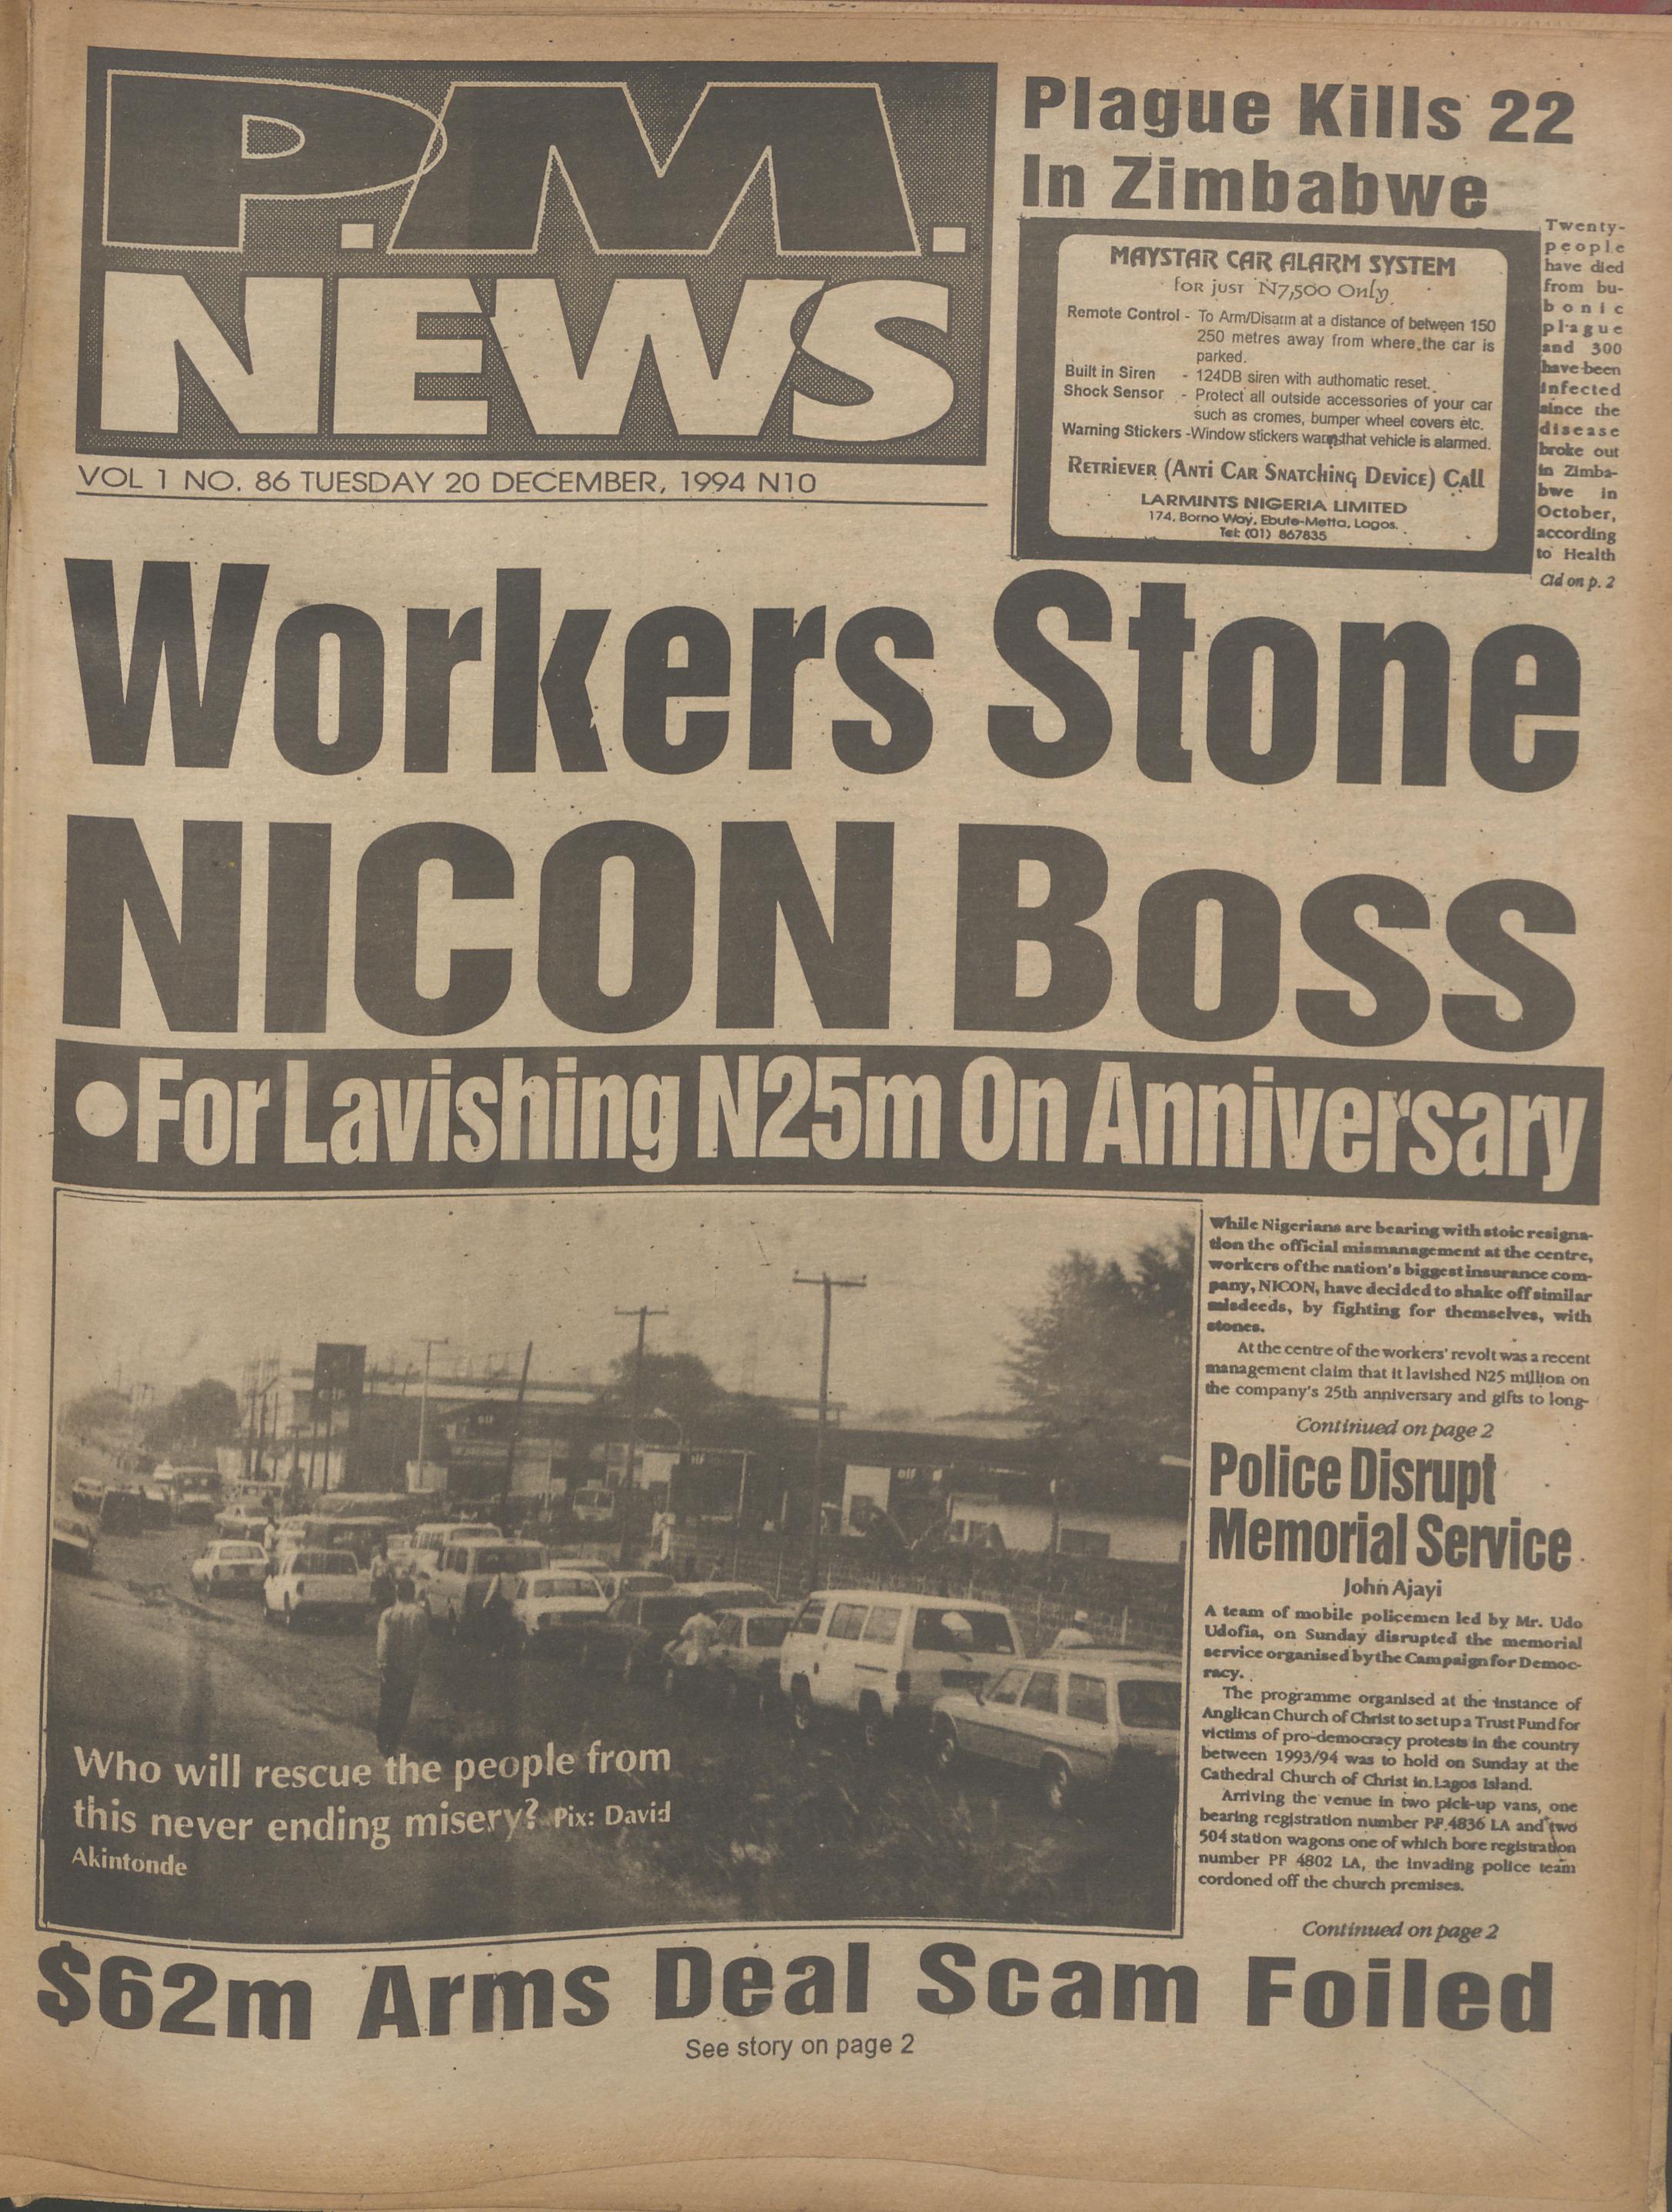 P.M.
NEWS
VOL 1 NO. 86 TUESDAY 20 DECEMBER, 1994 N10
Plague Kills 22
In Zimbabwe
MAYSTAR CAR ALARM SYSTEM
for just N7,500 Only
Remote Control - To Arm/Disarm at a distance of between 150
250 metres away from where the car is
parked.
Built in Siren - 124DB siren with authomatic reset.
Shock Sensor - Protect all outside accessories of your car
such as cromes, bumper wheel covers etc.
Warning Stickers -Window stickers warns that vehicle is alarmed.
Retriever (Anti Car Snatching Device) Call
LARMINTS NIGERIA LIMITED
174, Borno Way, Ebute-Metta, Lagos.
Tel: (01) 867835
Twenty-
people
have died
from bu-
bonic
plague
and 300
have been
infected
since the
disease
broke out
in Zimba-
bwe in
October,
according
to Health
Ctd on p. 2
Workers Stone
NICON Boss
•For Lavishing N25m On Anniversary
While Nigerians are bearing with stoic resigna-
tion the official mismanagement at the centre,
workers of the nation's biggest insurance com-
pany, NICON, have decided to shake off similar
misdeeds, by fighting for themselves, with
stones.
At the centre of the workers' revolt was a recent
management claim that it lavished N25 million on
the company's 25th anniversary and gifts to long-
Continued on page 2
Who will rescue the people from
this never ending misery? Pix: David
Akintonde
Police Disrupt
Memorial Service
John Ajayi
A team of mobile policemen led by Mr. Udo
Udofia, on Sunday disrupted the memorial
service organised by the Campaign for Democ-
racy.
The programme organised at the instance of
Anglican Church of Christ to set up a Trust Fund for
victims of pro-democracy protests in the country
between 1993/94 was to hold on Sunday at the
Cathedral Church of Christ in Lagos Island.
Arriving the venue in two pick-up vans, one
bearing registration number PF 4836 LA and two
504 station wagons one of which bore registration
number PF 4802 LA, the invading police team
cordoned off the church premises.
Continued on page 2
$62m Arms Deal Scam Foiled
See story on page 2